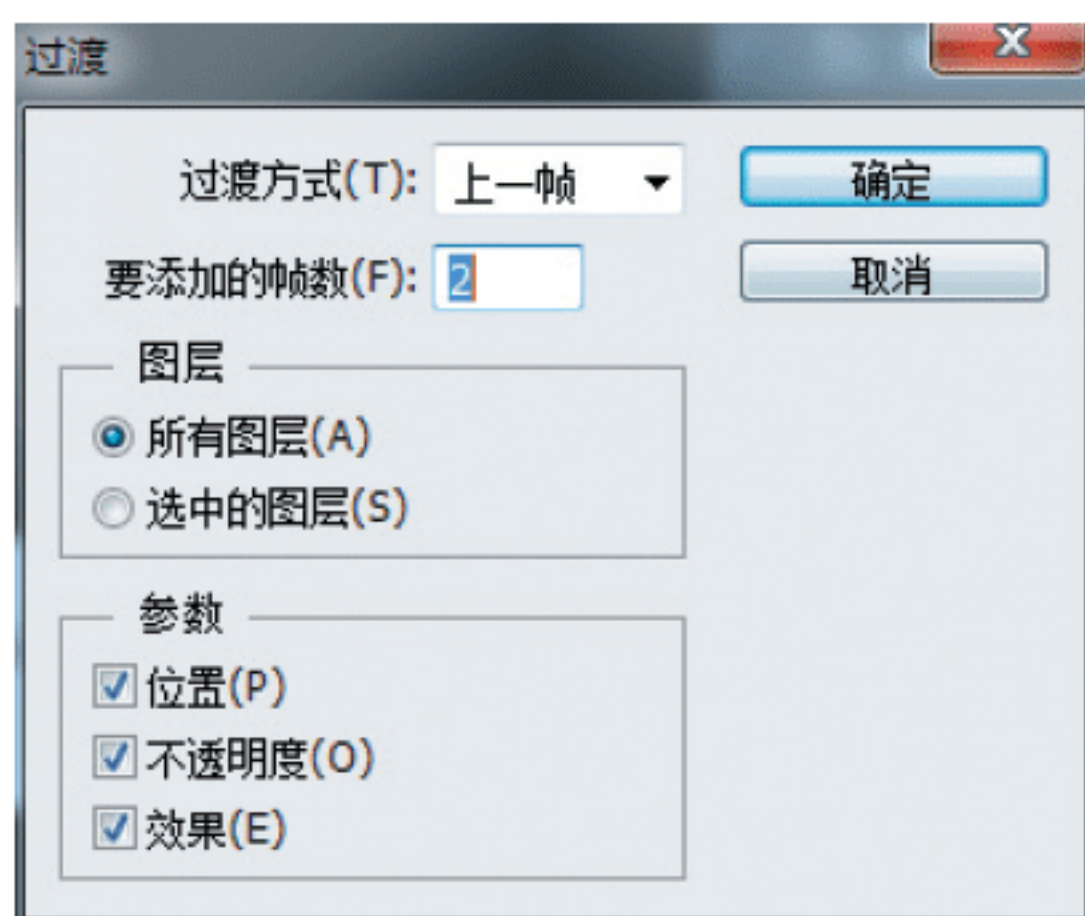 过渡
过渡方式(T): 上一帧 确定
要添加的帧数(F): 2 取消
图层
所有图层(A)
选中的图层(S)
参数
位置(P)
不透明度(O)
效果(E)